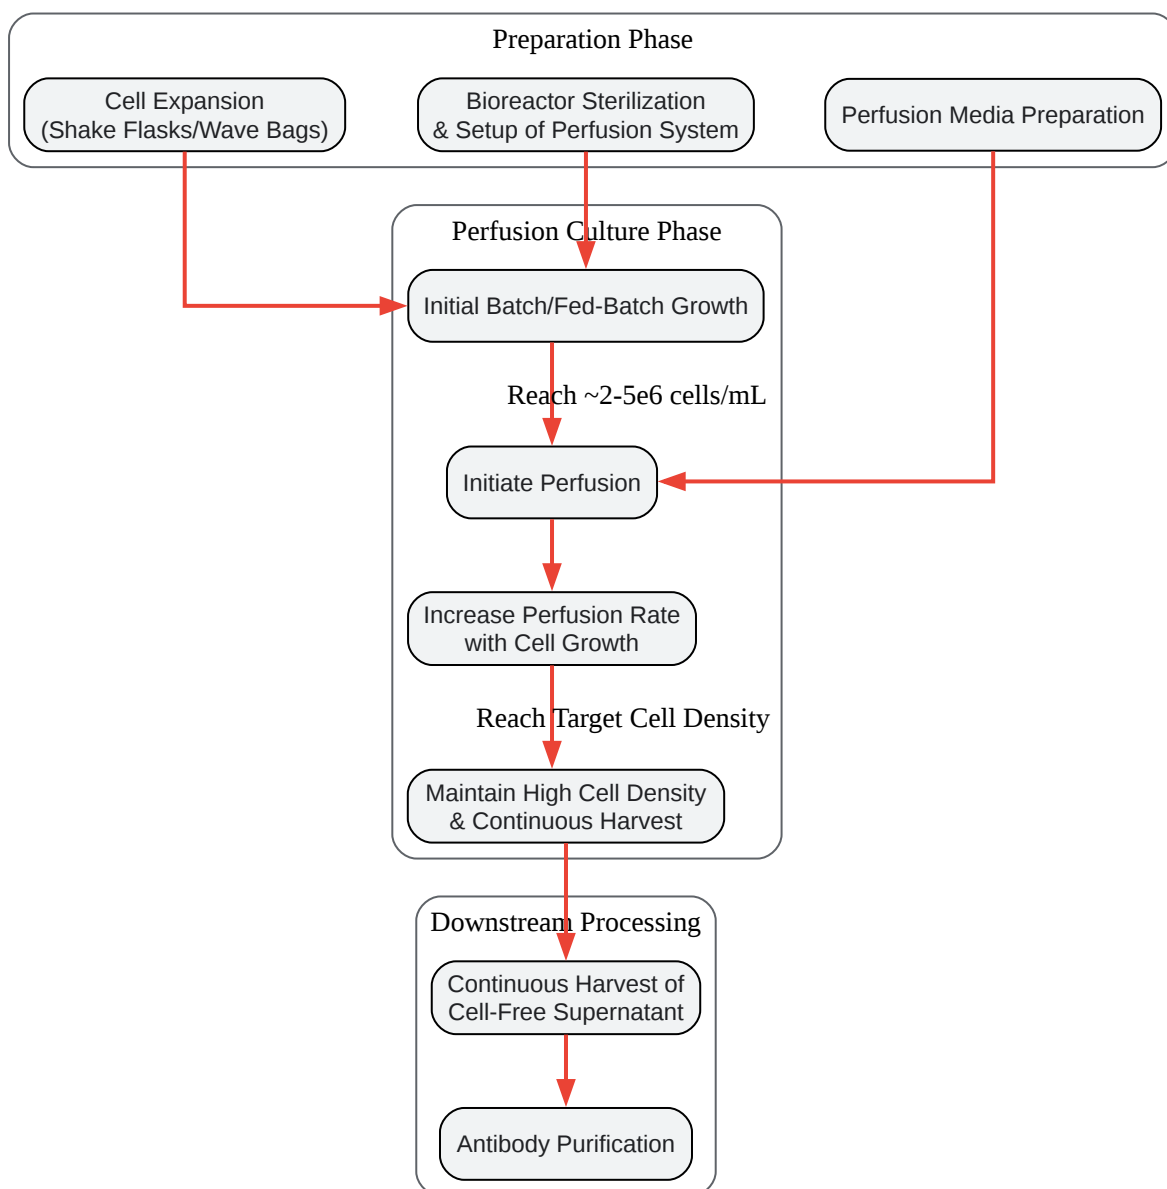 Preparation Phase
Cell Expansion
(Shake Flasks/Wave Bags)
Bioreactor Sterilization
& Setup of Perfusion System
Perfusion Media Preparation
Perfusion Culture Phase
Initial Batch/Fed-Batch Growth
Reach ~2-5e6 cells/mL
Initiate Perfusion
Increase Perfusion Rate
with Cell Growth
Reach Target Cell Density
Maintain High Cell Density
& Continuous Harvest
Downstream Processing
Continuous Harvest of
Cell-Free Supernatant
Antibody Purification